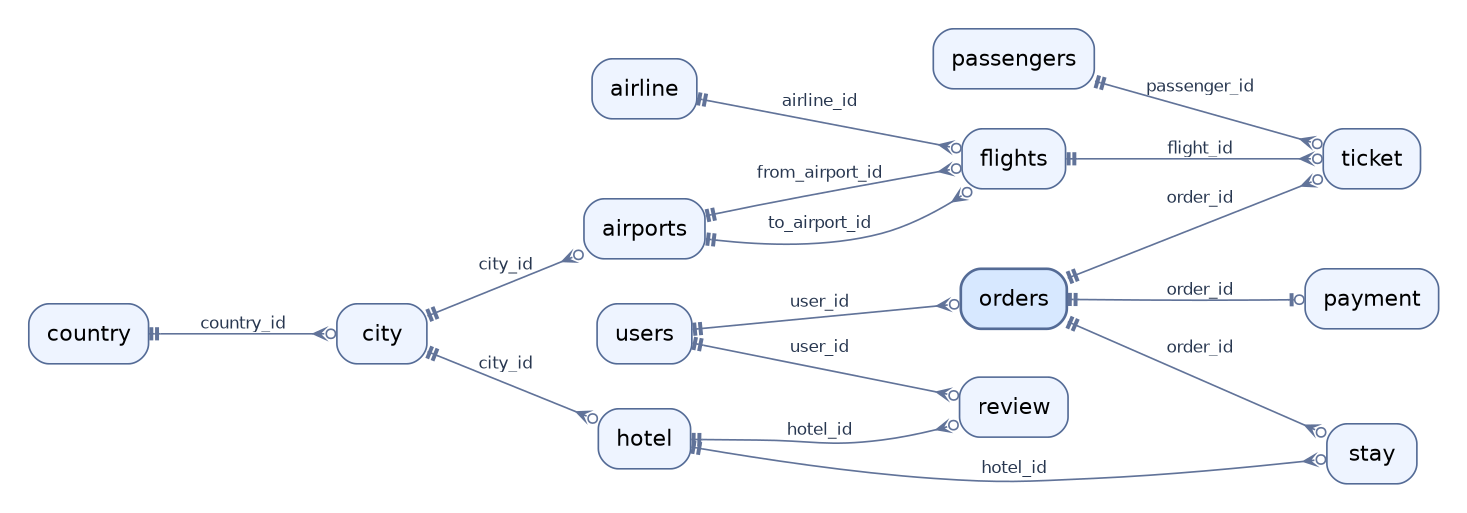 passengers
airline
passenger_id
airline_id
flights
flight_id
ticket
from_airport_id
order_id
airports
to_airport_id
city_id
orders
order_id
payment
user_id
country
country_id
city
users
user_id
order_id
city_id
review
hotel
hotel_id
stay
hotel_id